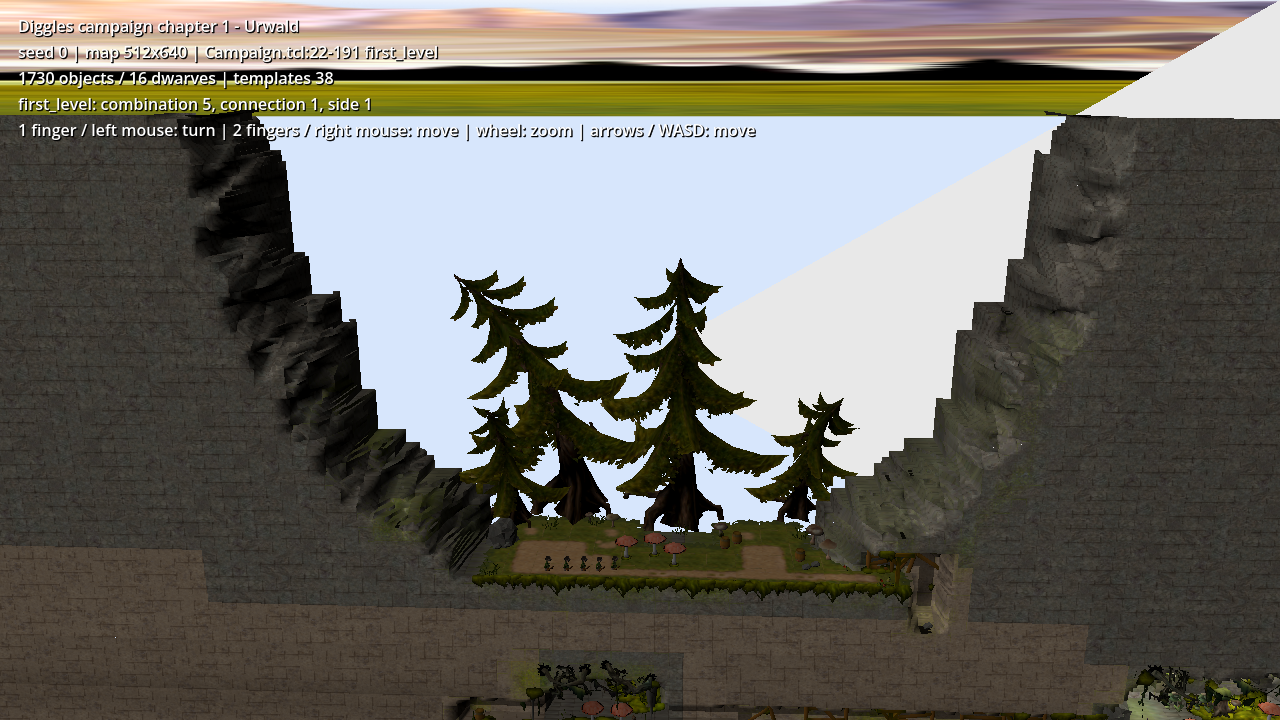 Diggles campaign chapter 1 - Urwald
seed 0 | map 512x640 | Campaign.tcl:22-191 first_level
1730 objects / 16 dwarves | templates 38
first_level: combination 5, connection 1, side 1
1 finger / left mouse: turn | 2 fingers / right mouse: move | wheel: zoom | arrows / WASD: move